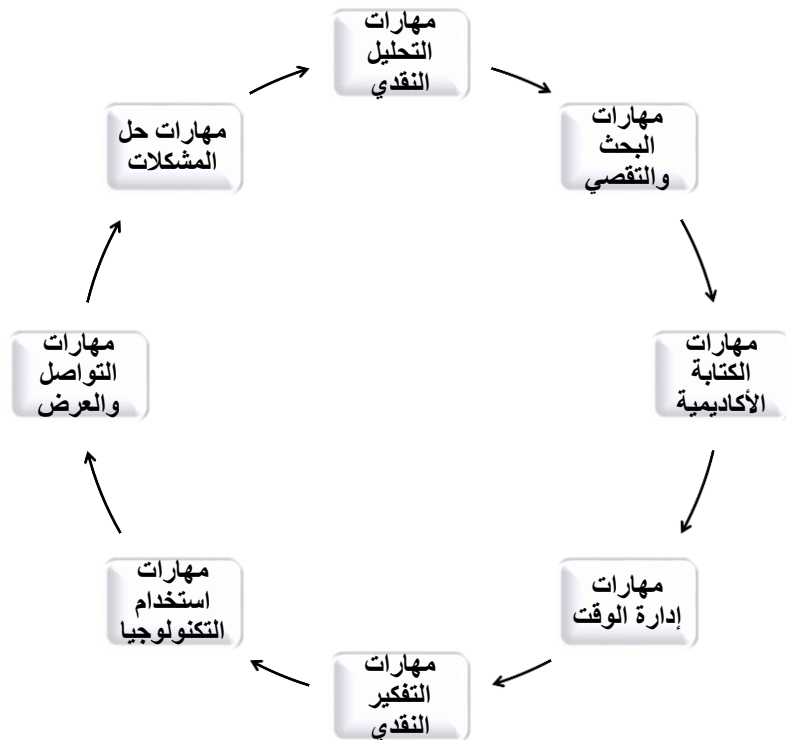 مهارات
التحليل
النقدي
مهارات
البحث
والتقصي
مهارات
الكتابة
الأكاديمية
مهارات
إدارة الوقت
مهارات
التفكير
النقدي
مهارات
استخدام
التكنولوجيا
مهارات
التواصل
والعرض
مهارات حل
المشكلات